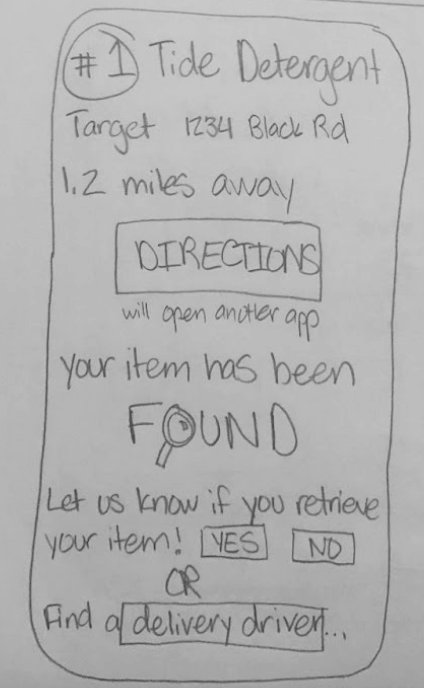 #1 Tide Detergent
Target 1234 Black Rd
1.2 miles away
DIRECTIONS
will open another app
your item has been
FOUND
Let us know if you retrieve
your item! YES NO
OR
Find a delivery driver...